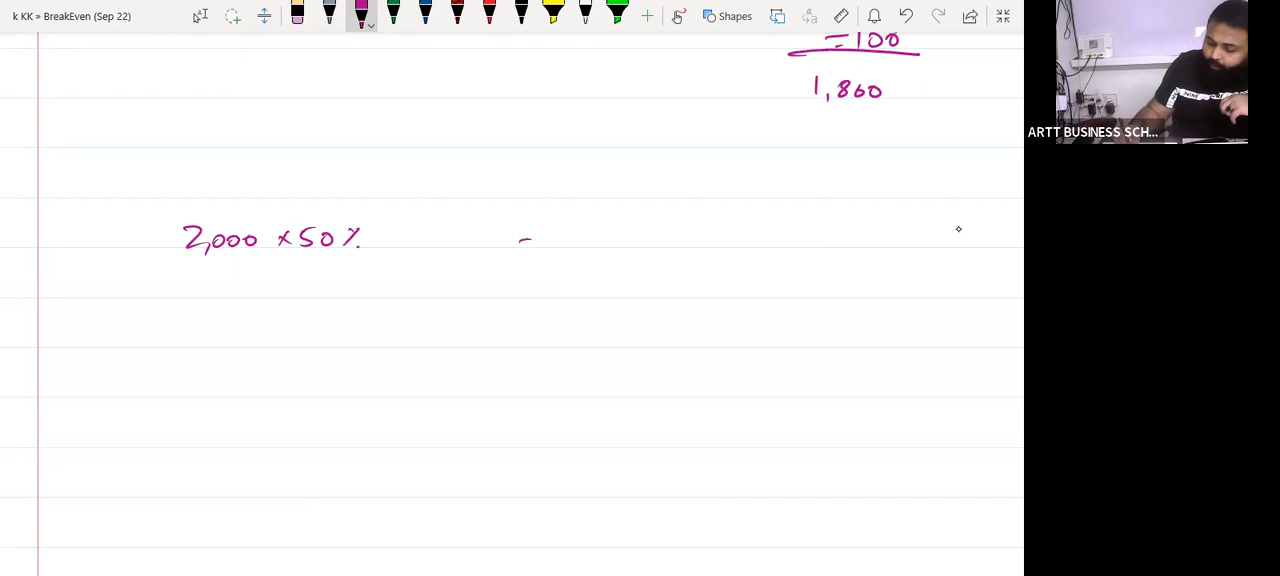 k KK » BreakEven (Sep 22)
Shapes
= 100
1,860
ARTT BUSINESS SCH...
2,000 x 50% =